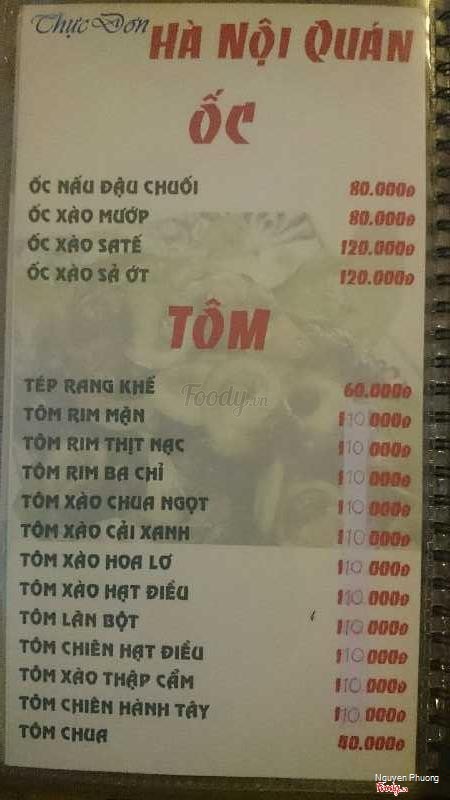 Thực Đơn
HÀ NỘI QUÁN
ỐC
ỐC NẤU ĐẬU CHUỐI 80.000đ
ỐC XÀO MƯỚP 80.000đ
ỐC XÀO SATẾ 120.000đ
ỐC XÀO SẢ ỚT 120.000đ
TÔM
TÉP RANG KHẾ 60.000đ
Foody.vn
TÔM RIM MẶN 110.000đ
TÔM RIM THỊT NẠC 110.000đ
TÔM RIM BA CHỈ 110.000đ
TÔM XÀO CHUA NGỌT 110.000đ
TÔM XÀO CẢI XANH 110.000đ
TÔM XÀO HOA LƠ 110.000đ
TÔM XÀO HẠT ĐIỀU 110.000đ
TÔM LĂN BỘT 110.000đ
TÔM CHIÊN HẠT ĐIỀU 110.000đ
TÔM XÀO THẬP CẨM 110.000đ
TÔM CHIÊN HÀNH TÂY 110.000đ
TÔM CHUA 40.000đ
Nguyen Phuong
Foody.vn